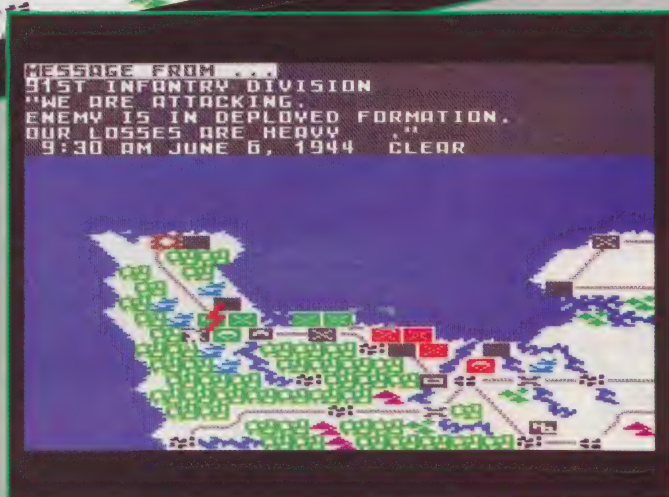 MESSAGE FROM ...
91ST INFANTRY DIVISION
"WE ARE ATTACKING.
ENEMY IS IN DEPLOYED FORMATION.
OUR LOSSES ARE HEAVY ."
9:30 AM JUNE 6, 1944 CLEAR